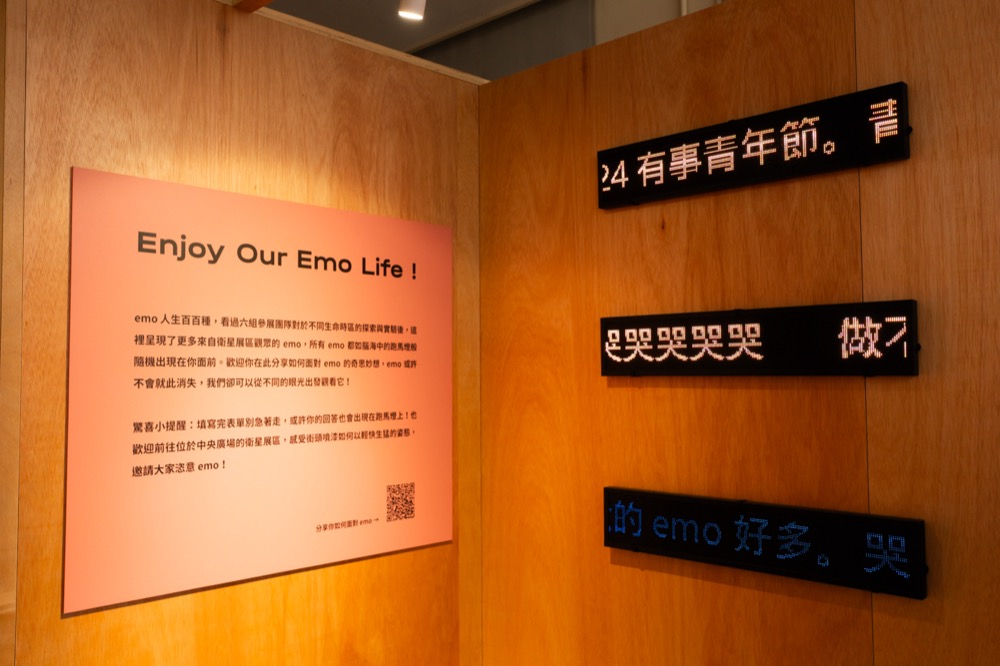 Enjoy Our Emo Life !
emo 人生百百種，看過六組參展團隊對於不同生命時區的探索與實驗後，這
裡呈現了更多來自衛星展區觀眾的 emo，所有 emo 都如腦海中的跑馬燈般
隨機出現在你面前。歡迎你在此分享如何面對 emo 的奇思妙想，emo 或許
不會就此消失，我們卻可以從不同的眼光出發觀看它！
驚喜小提醒：填寫完表單別急著走，或許你的回答也會出現在跑馬燈上！也
歡迎前往位於中央廣場的衛星展區，感受街頭噴漆如何以輕快生猛的姿態，
邀請大家恣意 emo！
分享你如何面對 emo→
24 有事青年節。 青
哭哭哭哭 做不
的 emo 好多。 哭